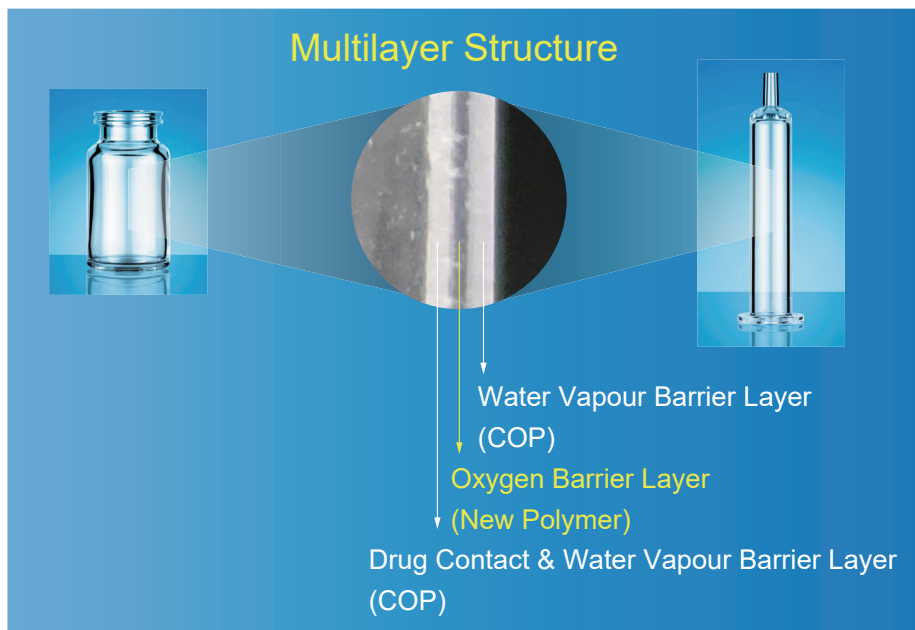 Multilayer Structure
Water Vapour Barrier Layer
(COP)
Oxygen Barrier Layer
(New Polymer)
Drug Contact & Water Vapour Barrier Layer
(COP)